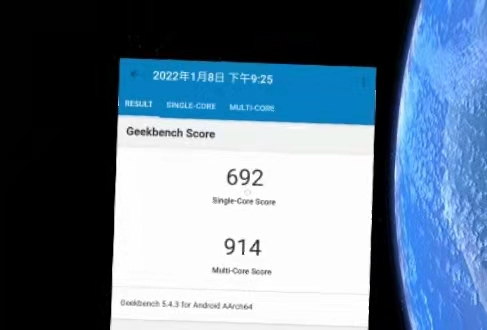 2022年1月8日 下午9:25
RESULT SINGLE-CORE MULTI-CORE
Geekbench Score
692
Single-Core Score
914
Multi-Core Score
Geekbench 5.4.3 for Android AArch64